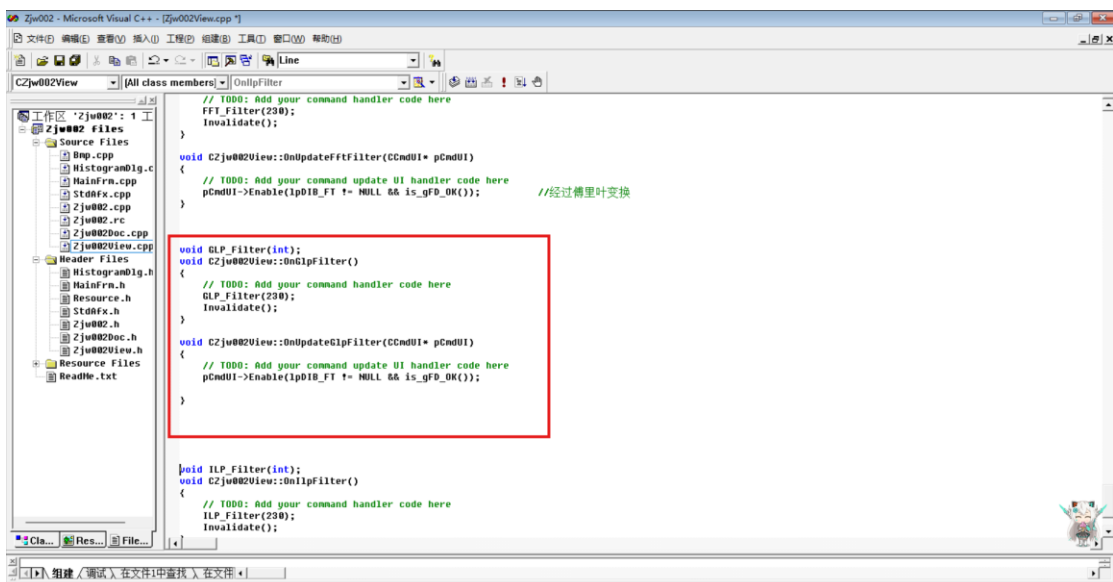 Zjw002 - Microsoft Visual C++ - [Zjw002View.cpp *]
文件(F) 编辑(E) 查看(V) 插入(I) 工程(P) 组建(B) 工具(T) 窗口(W) 帮助(H)
Line
CZjw002View [All class members] OnIlpFilter
工作区 'Zjw002': 1 工
Zjw002 files
Source Files
Bmp.cpp
HistogramDlg.c
MainFrm.cpp
StdAfx.cpp
Zjw002.cpp
Zjw002.rc
Zjw002Doc.cpp
Zjw002View.cpp
Header Files
HistogramDlg.h
MainFrm.h
Resource.h
StdAfx.h
Zjw002.h
Zjw002Doc.h
Zjw002View.h
Resource Files
ReadMe.txt
Cla... Res... File...
// TODO: Add your command handler code here
FFT_Filter(230);
Invalidate();
}
void CZjw002View::OnUpdateFftFilter(CCmdUI* pCmdUI)
{
// TODO: Add your command update UI handler code here
pCmdUI->Enable(lpDIB_FT != NULL && is_gFD_OK()); //经过傅里叶变换
}
void GLP_Filter(int);
void CZjw002View::OnGlpFilter()
{
// TODO: Add your command handler code here
GLP_Filter(230);
Invalidate();
}
void CZjw002View::OnUpdateGlpFilter(CCmdUI* pCmdUI)
{
// TODO: Add your command update UI handler code here
pCmdUI->Enable(lpDIB_FT != NULL && is_gFD_OK());
}
void ILP_Filter(int);
void CZjw002View::OnIlpFilter()
{
// TODO: Add your command handler code here
ILP_Filter(230);
Invalidate();
组建 调试 在文件1中查找 在文件